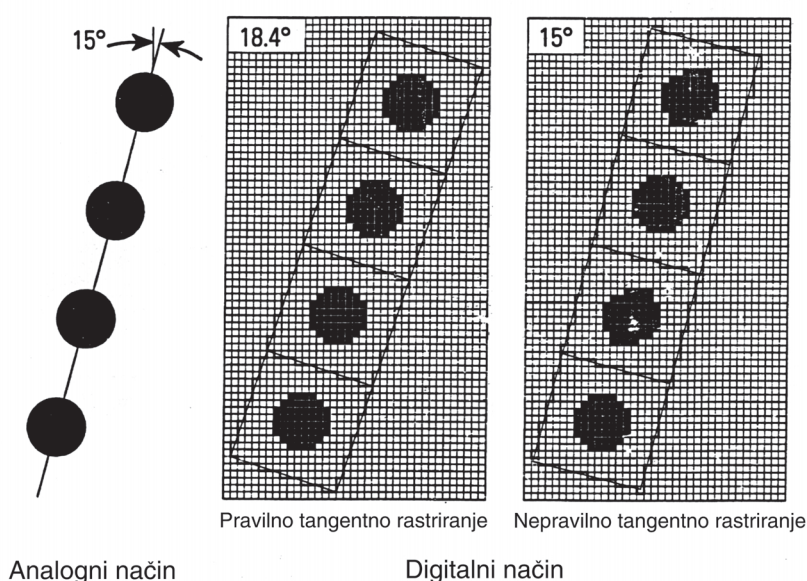 15°
18.4°
15°
Pravilno tangentno rastriranje
Nepravilno tangentno rastriranje
Analogni način
Digitalni način